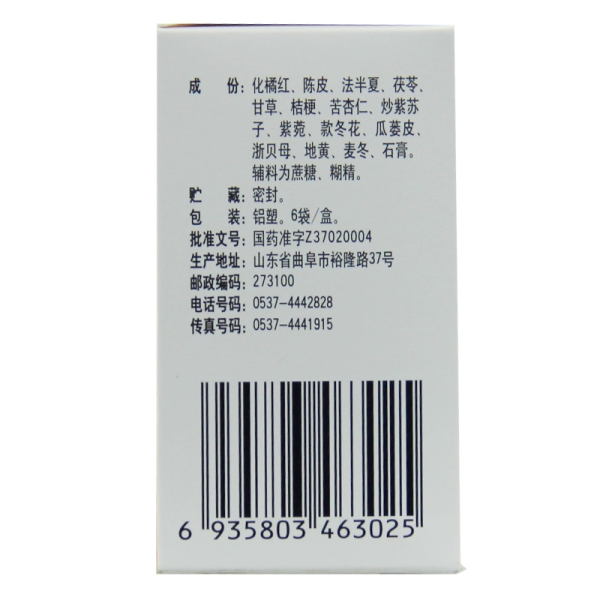 成　份：化橘红、陈皮、法半夏、茯苓、
甘草、桔梗、苦杏仁、炒紫苏
子、紫菀、款冬花、瓜蒌皮、
浙贝母、地黄、麦冬、石膏。
辅料为蔗糖、糊精。
贮　藏：密封。
包　装：铝塑。6袋/盒。
批准文号：国药准字Z37020004
生产地址：山东省曲阜市裕隆路37号
邮政编码：273100
电话号码：0537-4442828
传真号码：0537-4441915
6 935803 463025